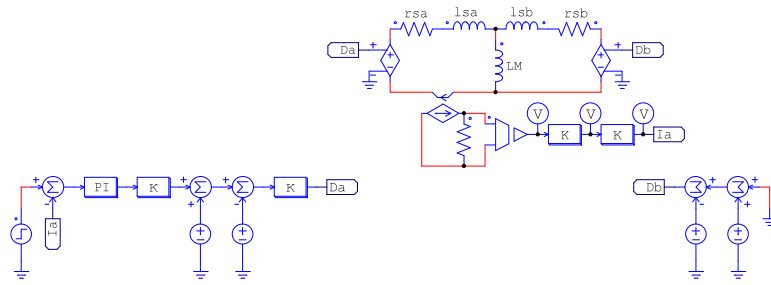 rsa lsa lsb rsb
Da LM Db
V V V
K K Ia
PI K K Da Db
Ia